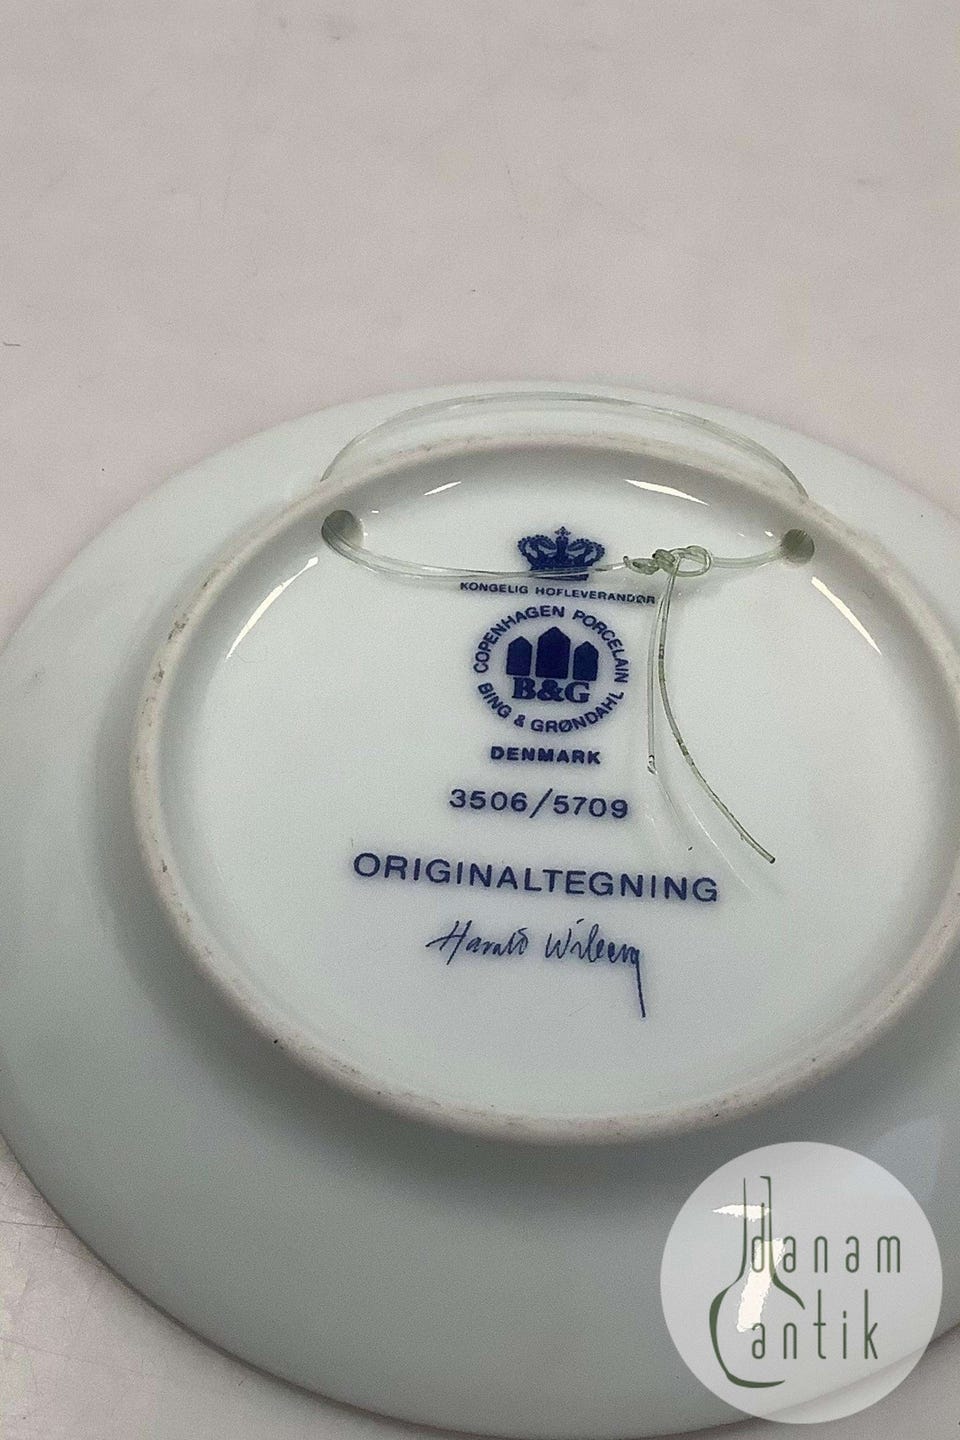 KONGELIG HOFLEVERANDØR
COPENHAGEN PORCELAIN
B&G
BING & GRØNDAHL
DENMARK
3506/5709
ORIGINALTEGNING
Harald Wiberg
danam
antik